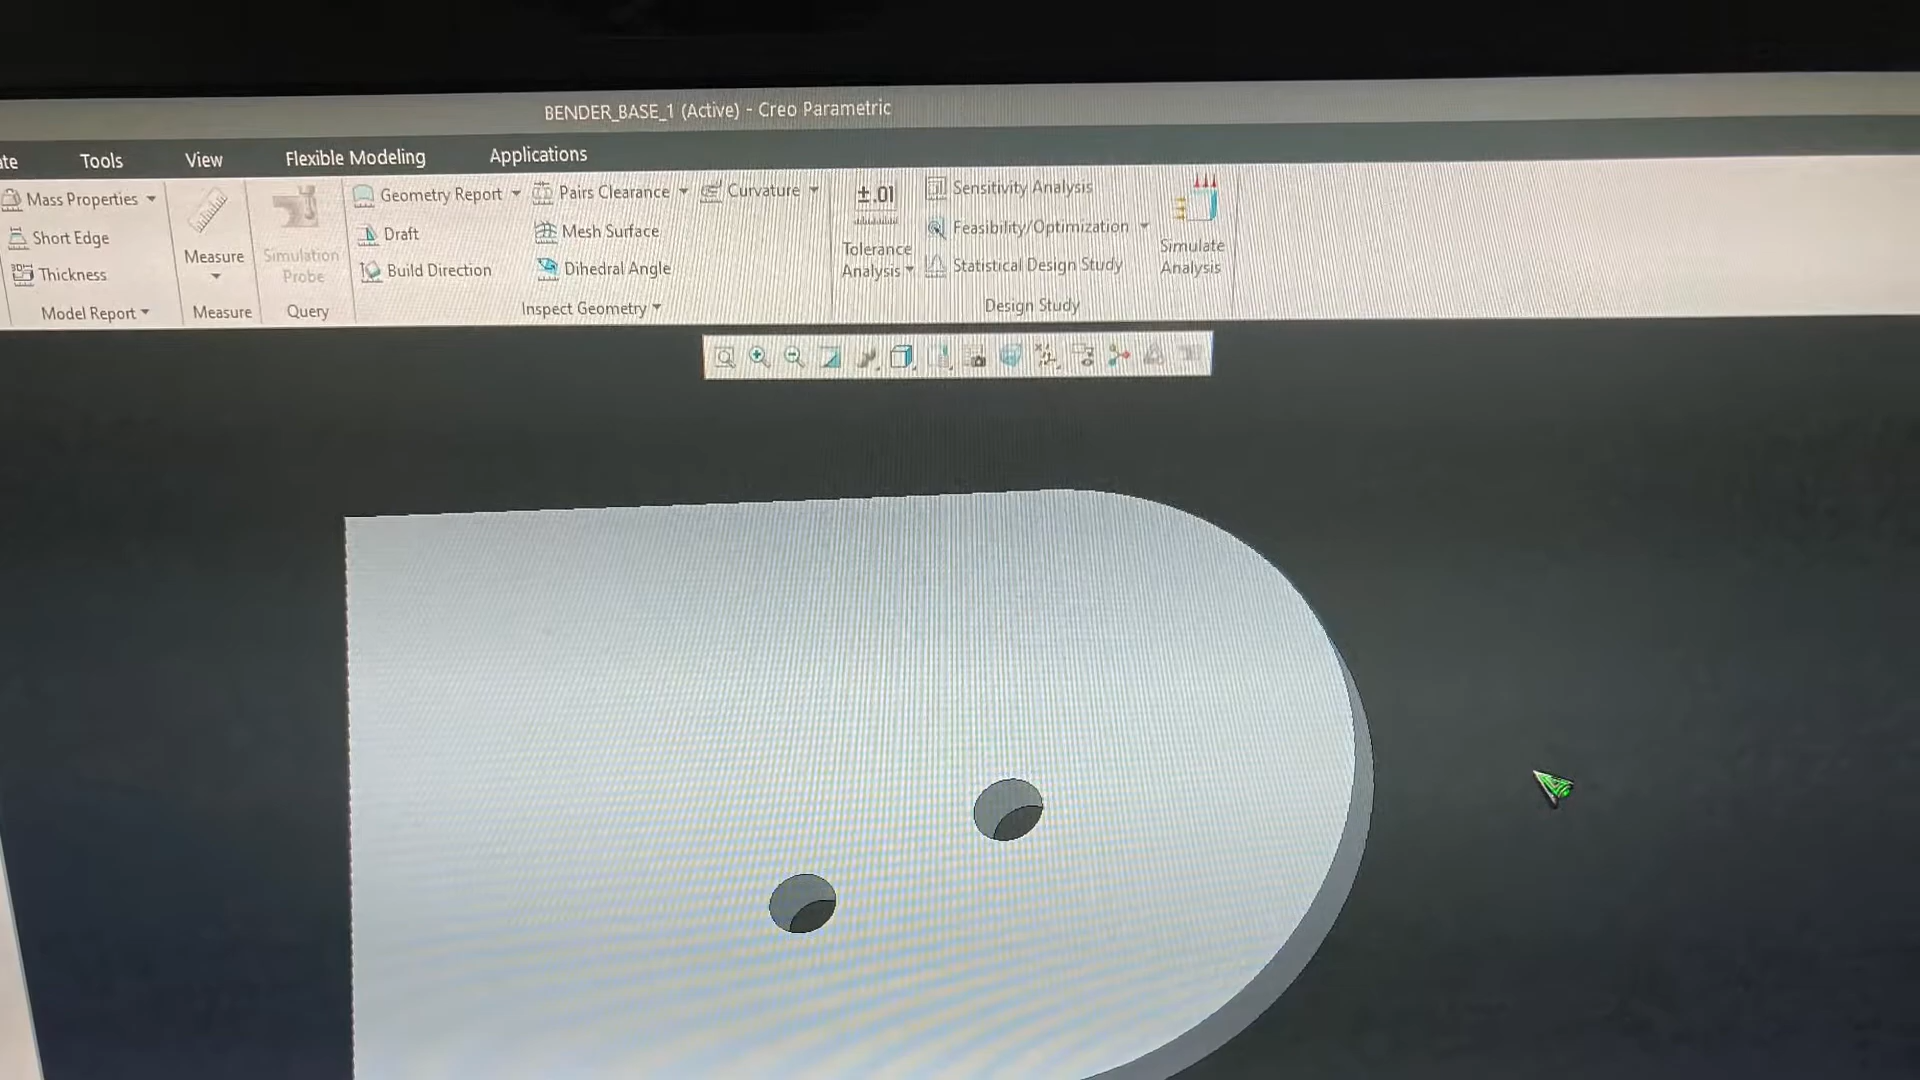 BENDER_BASE_1 (Active) - Creo Parametric
ate Tools View Flexible Modeling Applications
Mass Properties
Short Edge
3D Thickness
Model Report
Measure
Measure
Simulation
Probe
Query
Geometry Report
Draft
Build Direction
Pairs Clearance
Mesh Surface
Dihedral Angle
Curvature
Inspect Geometry
±.01
Tolerance
Analysis
Sensitivity Analysis
Feasibility/Optimization
Statistical Design Study
Simulate
Analysis
Design Study